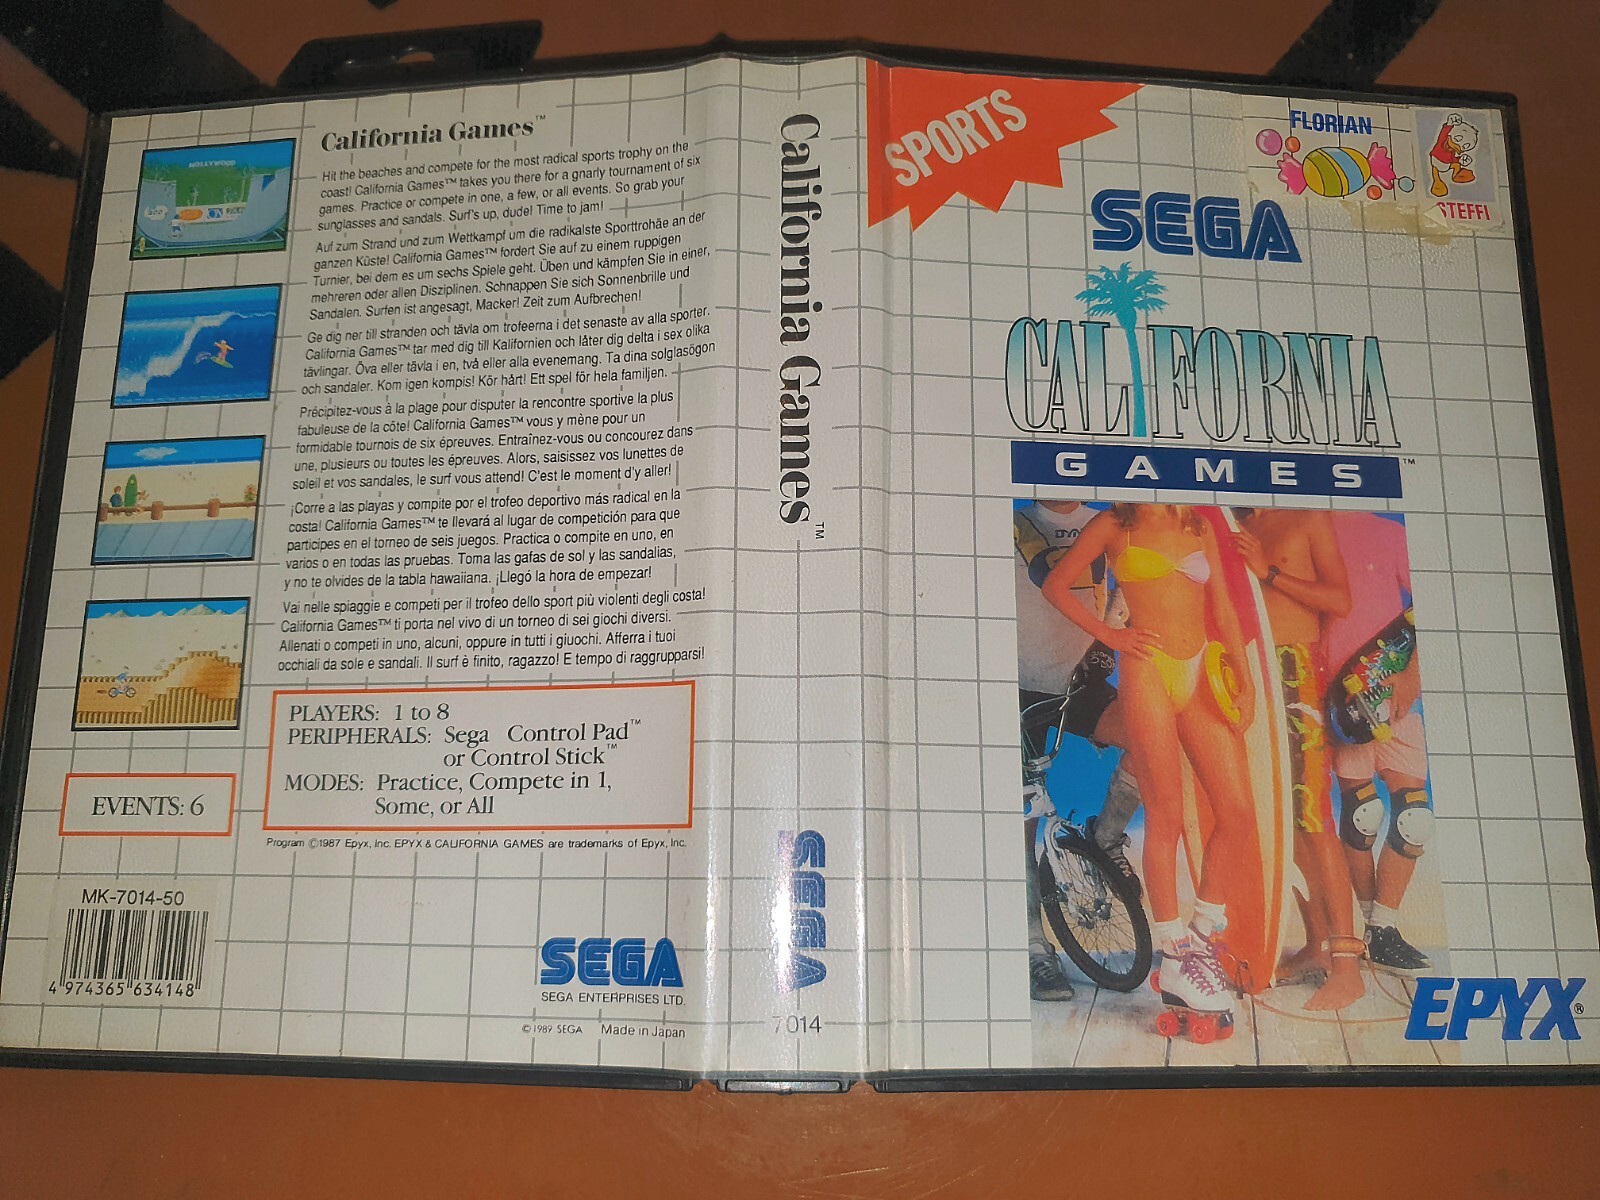 California Games™
Hit the beaches and compete for the most radical sports trophy on the
coast! California Games™ takes you there for a gnarly tournament of six
games. Practice or compete in one, a few, or all events. So grab your
sunglasses and sandals. Surf's up, dude! Time to jam!
Auf zum Strand und zum Wettkampf um die radikalste Sporttrohäe an der
ganzen Küste! California Games™ fordert Sie auf zu einem ruppigen
Turnier, bei dem es um sechs Spiele geht. Üben und kämpfen Sie in einer,
mehreren oder allen Disziplinen. Schnappen Sie sich Sonnenbrille und
Sandalen. Surfen ist angesagt, Macker! Zeit zum Aufbrechen!
Ge dig ner till stranden och tävla om trofeerna i det senaste av alla sporter.
California Games™ tar med dig till Kalifornien och låter dig delta i sex olika
tävlingar. Öva eller tävla i en, två eller alla evenemang. Ta dina solglasögon
och sandaler. Kom igen kompis! Kör hårt! Ett spel för hela familjen.
Précipitez-vous à la plage pour disputer la rencontre sportive la plus
fabuleuse de la côte! California Games™ vous y mène pour un
formidable tournois de six épreuves. Entraînez-vous ou concourez dans
une, plusieurs ou toutes les épreuves. Alors, saisissez vos lunettes de
soleil et vos sandales, le surf vous attend! C'est le moment d'y aller!
¡Corre a las playas y compite por el trofeo deportivo más radical en la
costa! California Games™ te llevará al lugar de competición para que
participes en el torneo de seis juegos. Practica o compite en uno, en
varios o en todas las pruebas. Toma las gafas de sol y las sandalias,
y no te olvides de la tabla hawaiiana. ¡Llegó la hora de empezar!
Vai nelle spiaggie e competi per il trofeo dello sport più violenti degli costa!
California Games™ ti porta nel vivo di un torneo di sei giochi diversi.
Allenati o competi in uno, alcuni, oppure in tutti i giuochi. Afferra i tuoi
occhiali da sole e sandali. Il surf è finito, ragazzo! E tempo di raggrupparsi!
HOLLYWOOD
PLAYERS: 1 to 8
PERIPHERALS: Sega Control Pad™
or Control Stick™
MODES: Practice, Compete in 1,
Some, or All
EVENTS: 6
Program ©1987 Epyx, Inc. EPYX & CALIFORNIA GAMES are trademarks of Epyx, Inc.
MK-7014-50
4 974365 634148
SEGA
SEGA ENTERPRISES LTD.
© 1989 SEGA Made in Japan
California Games™
SEGA
7014
SPORTS
FLORIAN
STEFFI
SEGA
CALIFORNIA
GAMES™
EPYX®